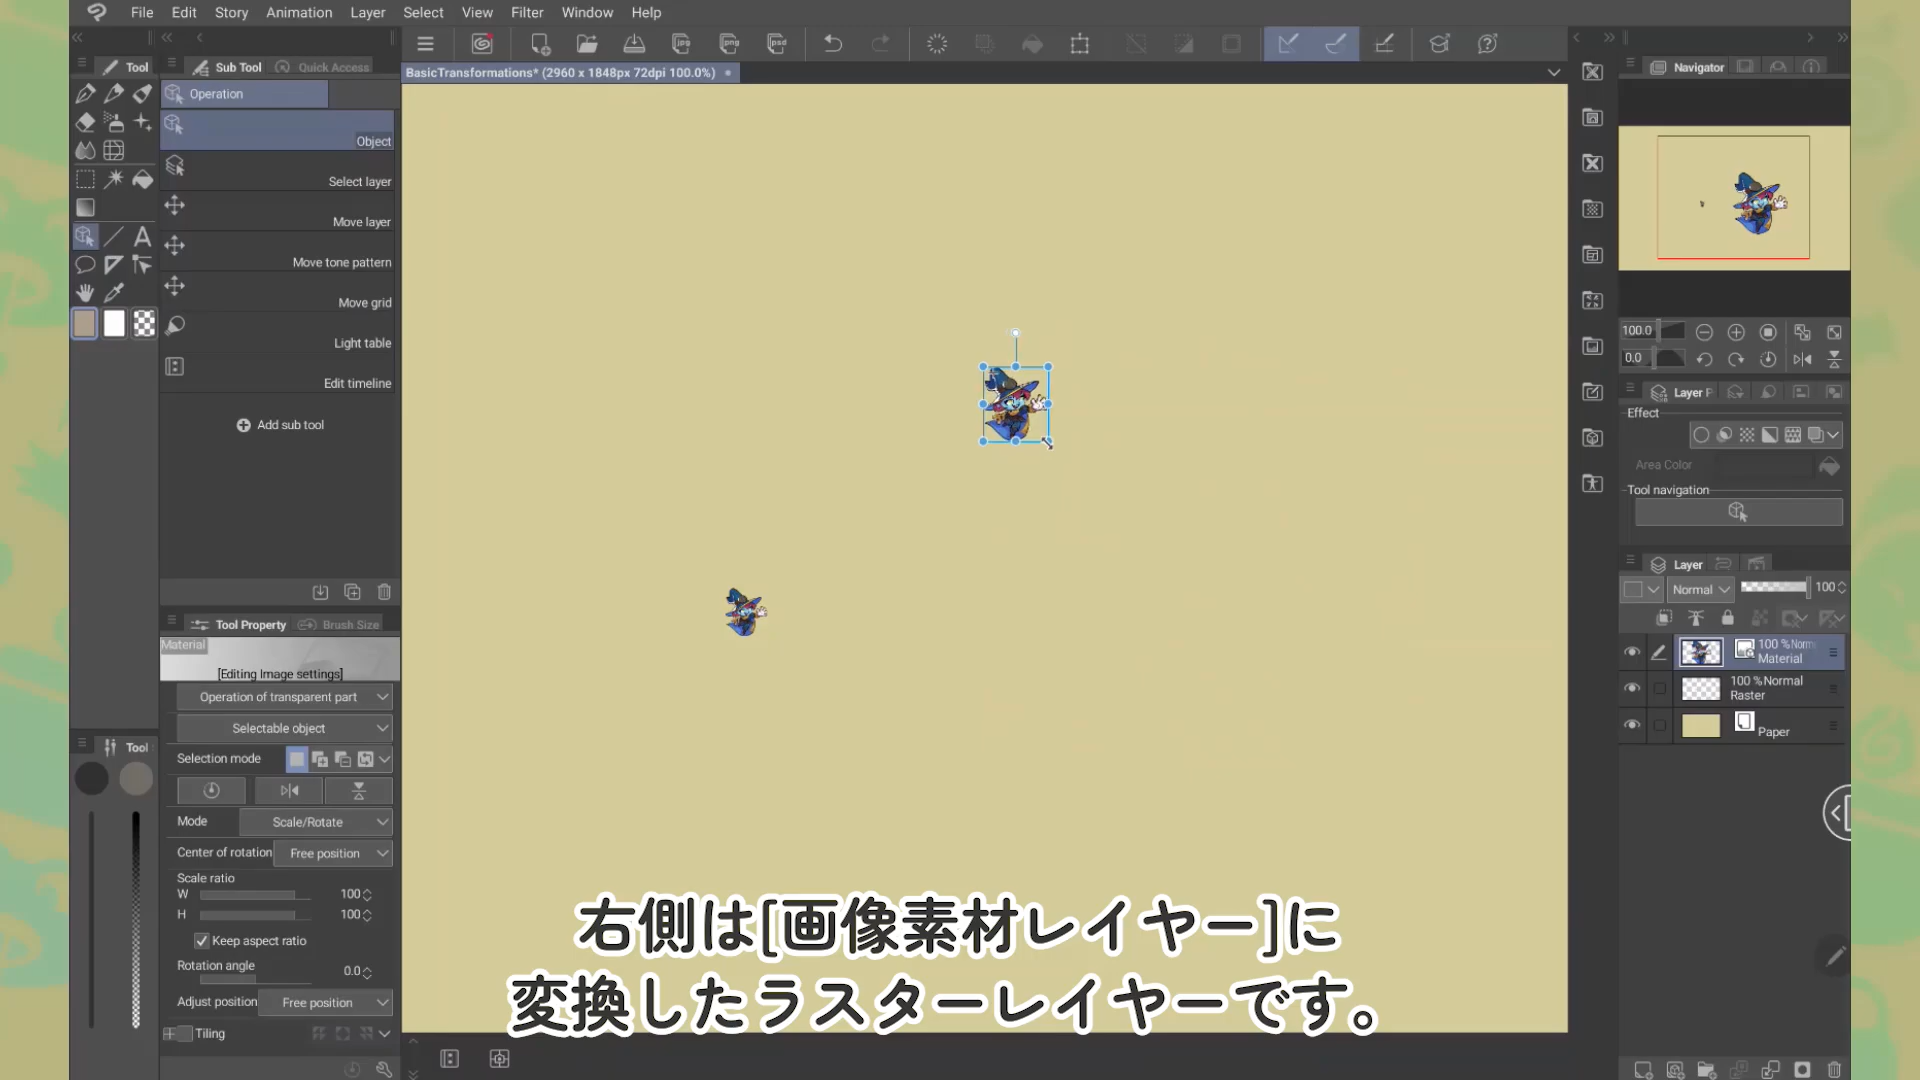 File Edit Story Animation Layer Select View Filter Window Help
Tool
Sub Tool Quick Access
Operation
Object
Select layer
Move layer
Move tone pattern
Move grid
Light table
Edit timeline
Add sub tool
BasicTransformations* (2960 x 1848px 72dpi 100.0%)
Navigator
100.0
0.0
Layer P
Effect
Area Color
Tool navigation
Layer
Normal 100
100 %Norm
Material
100 %Normal
Raster
Paper
Tool Property Brush Size
Material
[Editing Image settings]
Operation of transparent part
Selectable object
Selection mode
Mode Scale/Rotate
Center of rotation Free position
Scale ratio
W 100
H 100
Keep aspect ratio
Rotation angle 0.0
Adjust position Free position
Tiling
Tool
右側は[画像素材レイヤー]に
変換したラスターレイヤーです。